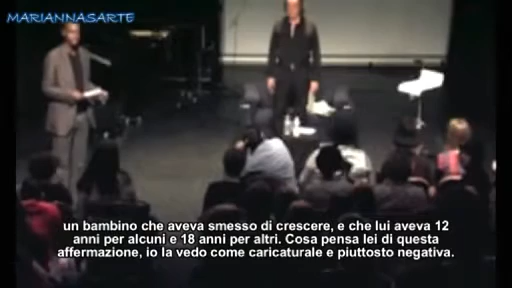 MARIANNASARTE
un bambino che aveva smesso di crescere, e che lui aveva 12
anni per alcuni e 18 anni per altri. Cosa pensa lei di questa
affermazione, io la vedo come caricaturale e piuttosto negativa.